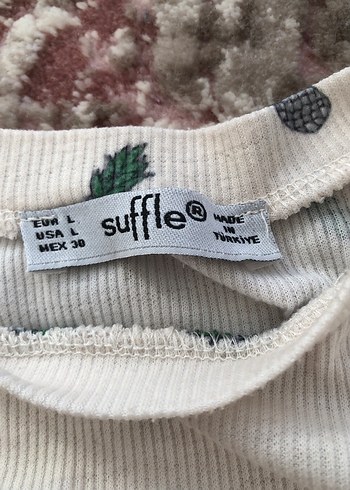 EUR L
USA L
MEX 30
suffle®
MADE
IN
TÜRKİYE